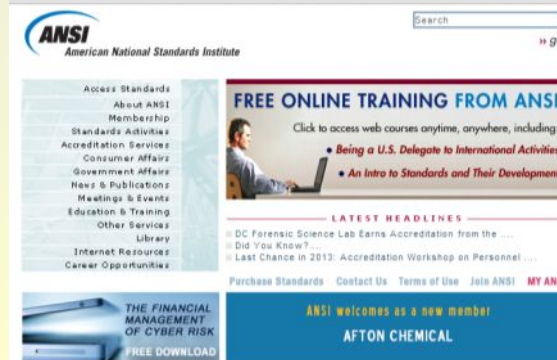 ANSI
American National Standards Institute
Search
» g
Access Standards
About ANSI
Membership
Standards Activities
Accreditation Services
Consumer Affairs
Government Affairs
News & Publications
Meetings & Events
Education & Training
Other Services
Library
Internet Resources
Career Opportunities
FREE ONLINE TRAINING FROM ANSI
Click to access web courses anytime, anywhere, including:
• Being a U.S. Delegate to International Activities
• An Intro to Standards and Their Development
LATEST HEADLINES
DC Forensic Science Lab Earns Accreditation from the ....
Did You Know?....
Last Chance in 2013: Accreditation Workshop on Personnel ....
Purchase Standards Contact Us Terms of Use Join ANSI MY AN
THE FINANCIAL
MANAGEMENT
OF CYBER RISK
FREE DOWNLOAD
ANSI welcomes as a new member
AFTON CHEMICAL